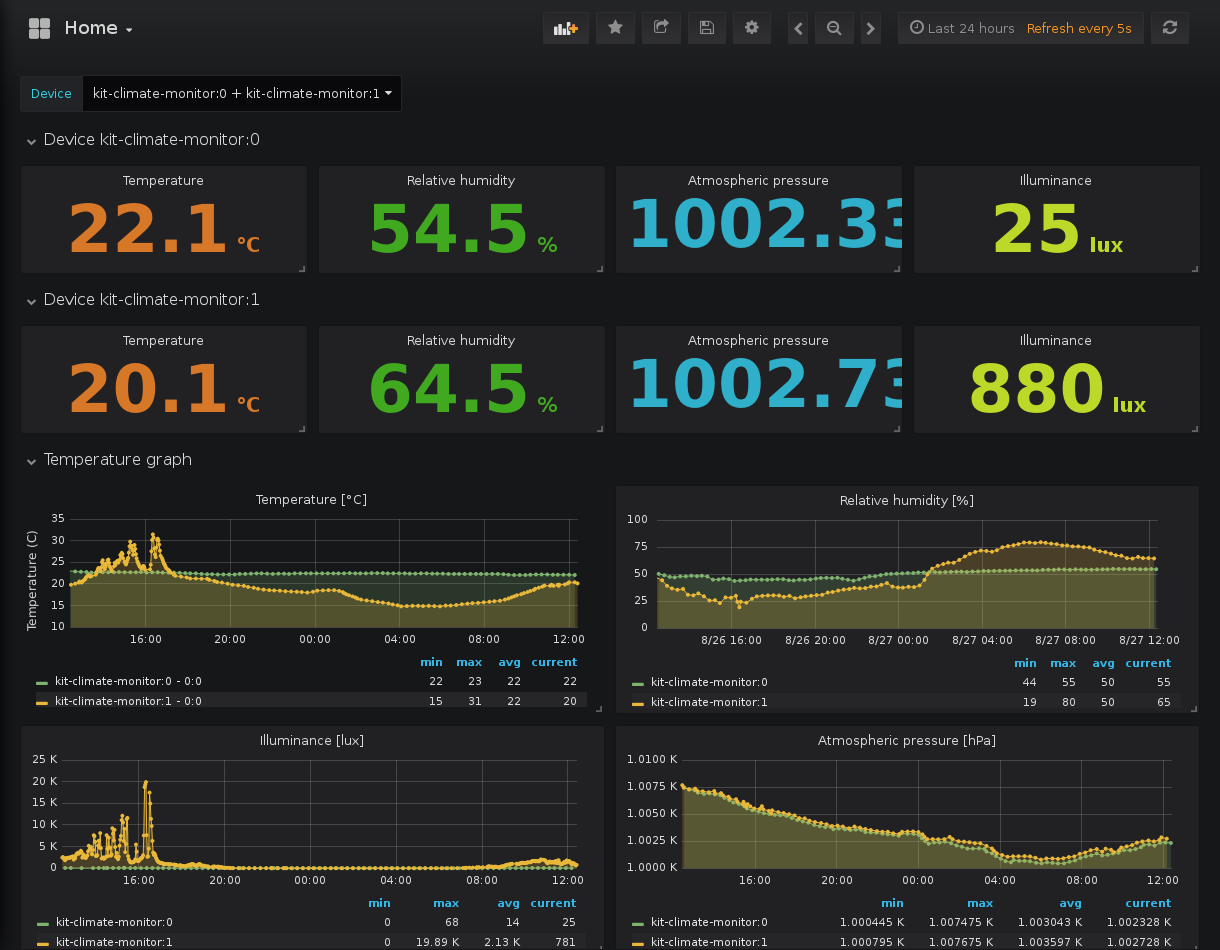 Home
Last 24 hours Refresh every 5s
Device kit-climate-monitor:0 + kit-climate-monitor:1
Device kit-climate-monitor:0
Temperature Relative humidity Atmospheric pressure Illuminance
22.1 °C 54.5 % 1002.33 25 lux
Device kit-climate-monitor:1
Temperature Relative humidity Atmospheric pressure Illuminance
20.1 °C 64.5 % 1002.73 880 lux
Temperature graph
Temperature [°C]
Temperature (C)
35
30
25
20
15
10
16:00 20:00 00:00 04:00 08:00 12:00
min max avg current
kit-climate-monitor:0 - 0:0 22 23 22 22
kit-climate-monitor:1 - 0:0 15 31 22 20
Relative humidity [%]
100
75
50
25
0
8/26 16:00 8/26 20:00 8/27 00:00 8/27 04:00 8/27 08:00 8/27 12:00
min max avg current
kit-climate-monitor:0 44 55 50 55
kit-climate-monitor:1 19 80 50 65
Illuminance [lux]
25 K
20 K
15 K
10 K
5 K
0
16:00 20:00 00:00 04:00 08:00 12:00
min max avg current
kit-climate-monitor:0 0 68 14 25
kit-climate-monitor:1 0 19.89 K 2.13 K 781
Atmospheric pressure [hPa]
1.0100 K
1.0075 K
1.0050 K
1.0025 K
1.0000 K
16:00 20:00 00:00 04:00 08:00 12:00
min max avg current
kit-climate-monitor:0 1.000445 K 1.007475 K 1.003043 K 1.002328 K
kit-climate-monitor:1 1.000795 K 1.007675 K 1.003597 K 1.002728 K